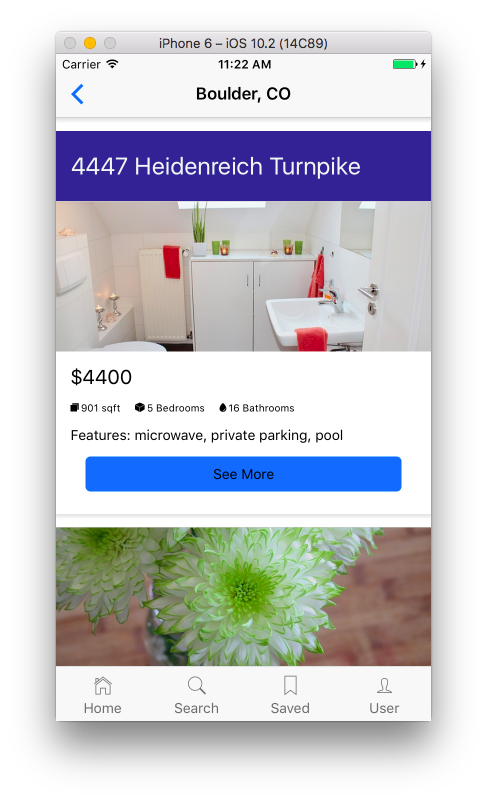 iPhone 6 – iOS 10.2 (14C89)
Carrier 11:22 AM
Boulder, CO
4447 Heidenreich Turnpike
$4400
901 sqft 5 Bedrooms 16 Bathrooms
Features: microwave, private parking, pool
See More
Home Search Saved User